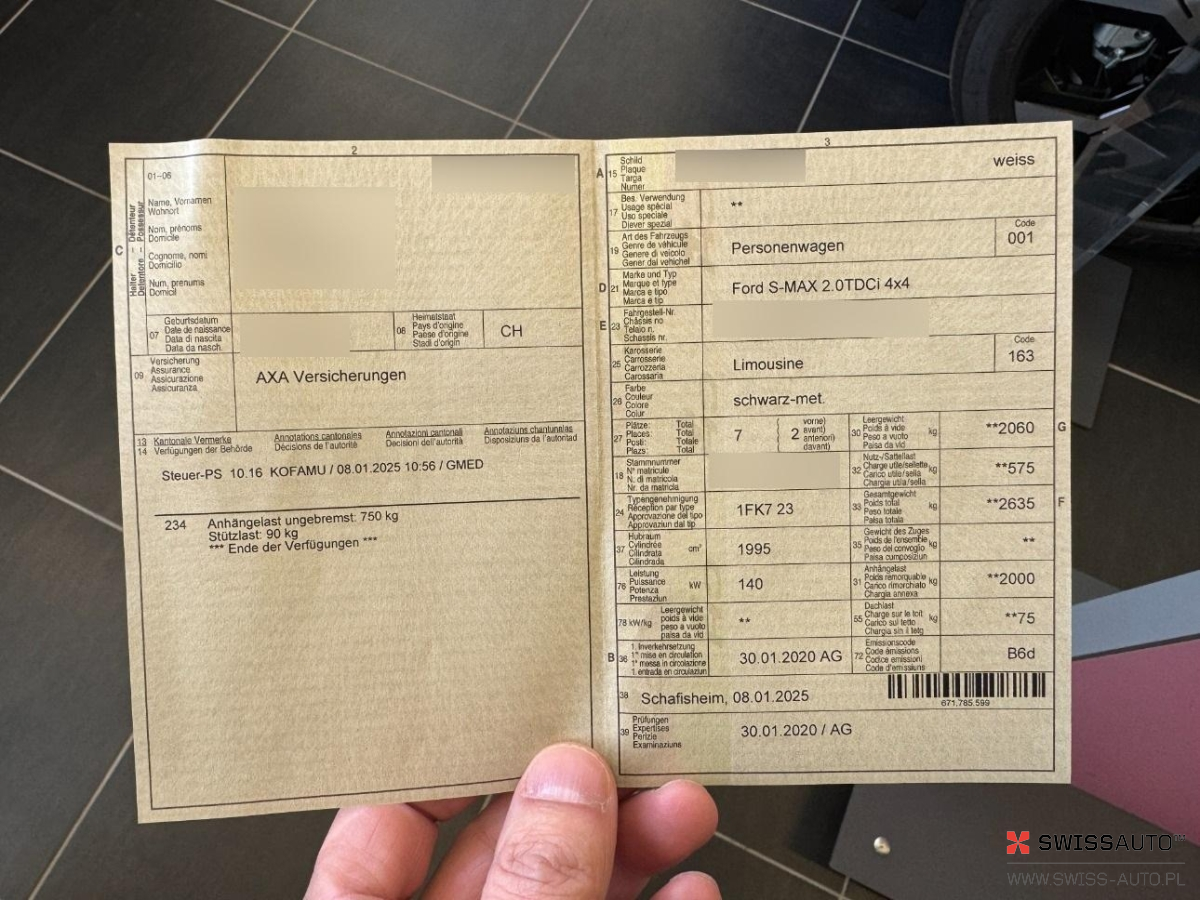 2
01–06
Halter – Détenteur
Detentore – Possessur
C
Name, Vornamen
Wohnort
Nom, prénoms
Domicile
Cognome, nomi
Domicilio
Num, prenums
Domicil
07
Geburtsdatum
Date de naissance
Data di nascita
Data da nasch.
08
Heimatstaat
Pays d'origine
Paese d'origine
Stadi d'origin
CH
09
Versicherung
Assurance
Assicurazione
Assicuranza
AXA Versicherungen
13
14
Kantonale Vermerke
Verfügungen der Behörde
Annotations cantonales
Décisions de l'autorité
Annotazioni cantonali
Decisioni dell'autorità
Annotaziuns chantunalas
Disposiziuns da l'autoritad
Steuer-PS 10.16 KOFAMU / 08.01.2025 10:56 / GMED
234 Anhängelast ungebremst: 750 kg
Stützlast: 90 kg
*** Ende der Verfügungen ***
3
A 15
Schild
Plaque
Targa
Numer
weiss
17
Bes. Verwendung
Usage spécial
Uso speciale
Diever spezial
**
19
Art des Fahrzeugs
Genre de véhicule
Genere di veicolo
Gener dal vehichel
Personenwagen
Code
001
D 21
Marke und Typ
Marque et type
Marca e tipo
Marca e tip
Ford S-MAX 2.0TDCi 4x4
E 23
Fahrgestell-Nr.
Châssis no
Telaio n.
Schassis nr.
25
Karosserie
Carrosserie
Carrozzeria
Carossaria
Limousine
Code
163
26
Farbe
Couleur
Colore
Colur
schwarz-met.
27
Plätze: Total
Places: Total
Posti: Totale
Plazs: Total
7
2
vorne)
avant)
anteriori)
davant)
30
Leergewicht
Poids à vide
Peso a vuoto
Paisa da vid
kg
**2060
G
18
Stammnummer
N° matricule
N. di matricola
Nr. da matricla
32
Nutz-/Sattellast
Charge utile/sellette
Carico utile/sella
Chargia utila/sella
kg
**575
24
Typengenehmigung
Réception par type
Approvazione del tipo
Approvaziun dal tip
1FK7 23
33
Gesamtgewicht
Poids total
Peso totale
Paisa totala
kg
**2635
F
37
Hubraum
Cylindrée
Cilindrata
Cilindrada
cm³
1995
35
Gewicht des Zuges
Poids de l'ensemble
Peso del convoglio
Paisa cumposiziun
kg
**
76
Leistung
Puissance
Potenza
Prestaziun
kW
140
31
Anhängelast
Poids remorquable
Carico rimorchiato
Chargia annexa
kg
**2000
78 kW/kg
Leergewicht
poids à vide
peso a vuoto
paisa da vid
**
55
Dachlast
Charge sur le toit
Carico sul tetto
Chargia sin il tetg
kg
**75
B 36
1. Inverkehrsetzung
1re mise en circulation
1a messa in circolazione
1. entrada en circulaziun
30.01.2020 AG
72
Emissionscode
Code émissions
Codice emissioni
Code d'emissiuns
B6d
38
Schafisheim, 08.01.2025
671.785.599
39
Prüfungen
Expertises
Perizie
Examinaziuns
30.01.2020 / AG
SWISSAUTO
WWW.SWISS-AUTO.PL